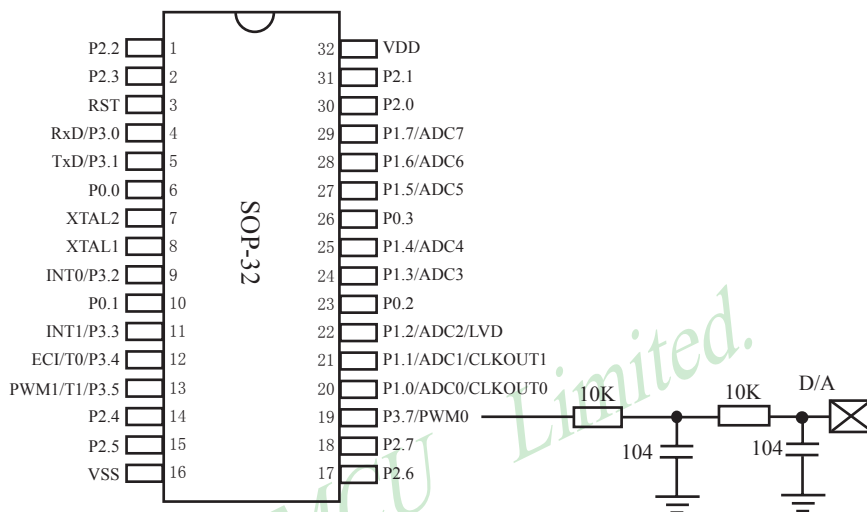 P2.2 1 32 VDD
P2.3 2 31 P2.1
RST 3 30 P2.0
RxD/P3.0 4 29 P1.7/ADC7
TxD/P3.1 5 28 P1.6/ADC6
P0.0 6 27 P1.5/ADC5
XTAL2 7 26 P0.3
XTAL1 8 25 P1.4/ADC4
INT0/P3.2 9 24 P1.3/ADC3
P0.1 10 23 P0.2
INT1/P3.3 11 22 P1.2/ADC2/LVD
ECI/T0/P3.4 12 21 P1.1/ADC1/CLKOUT1
PWM1/T1/P3.5 13 20 P1.0/ADC0/CLKOUT0
P2.4 14 19 P3.7/PWM0
P2.5 15 18 P2.7
VSS 16 17 P2.6
SOP-32
10K 10K D/A
104 104
MCU Limited.